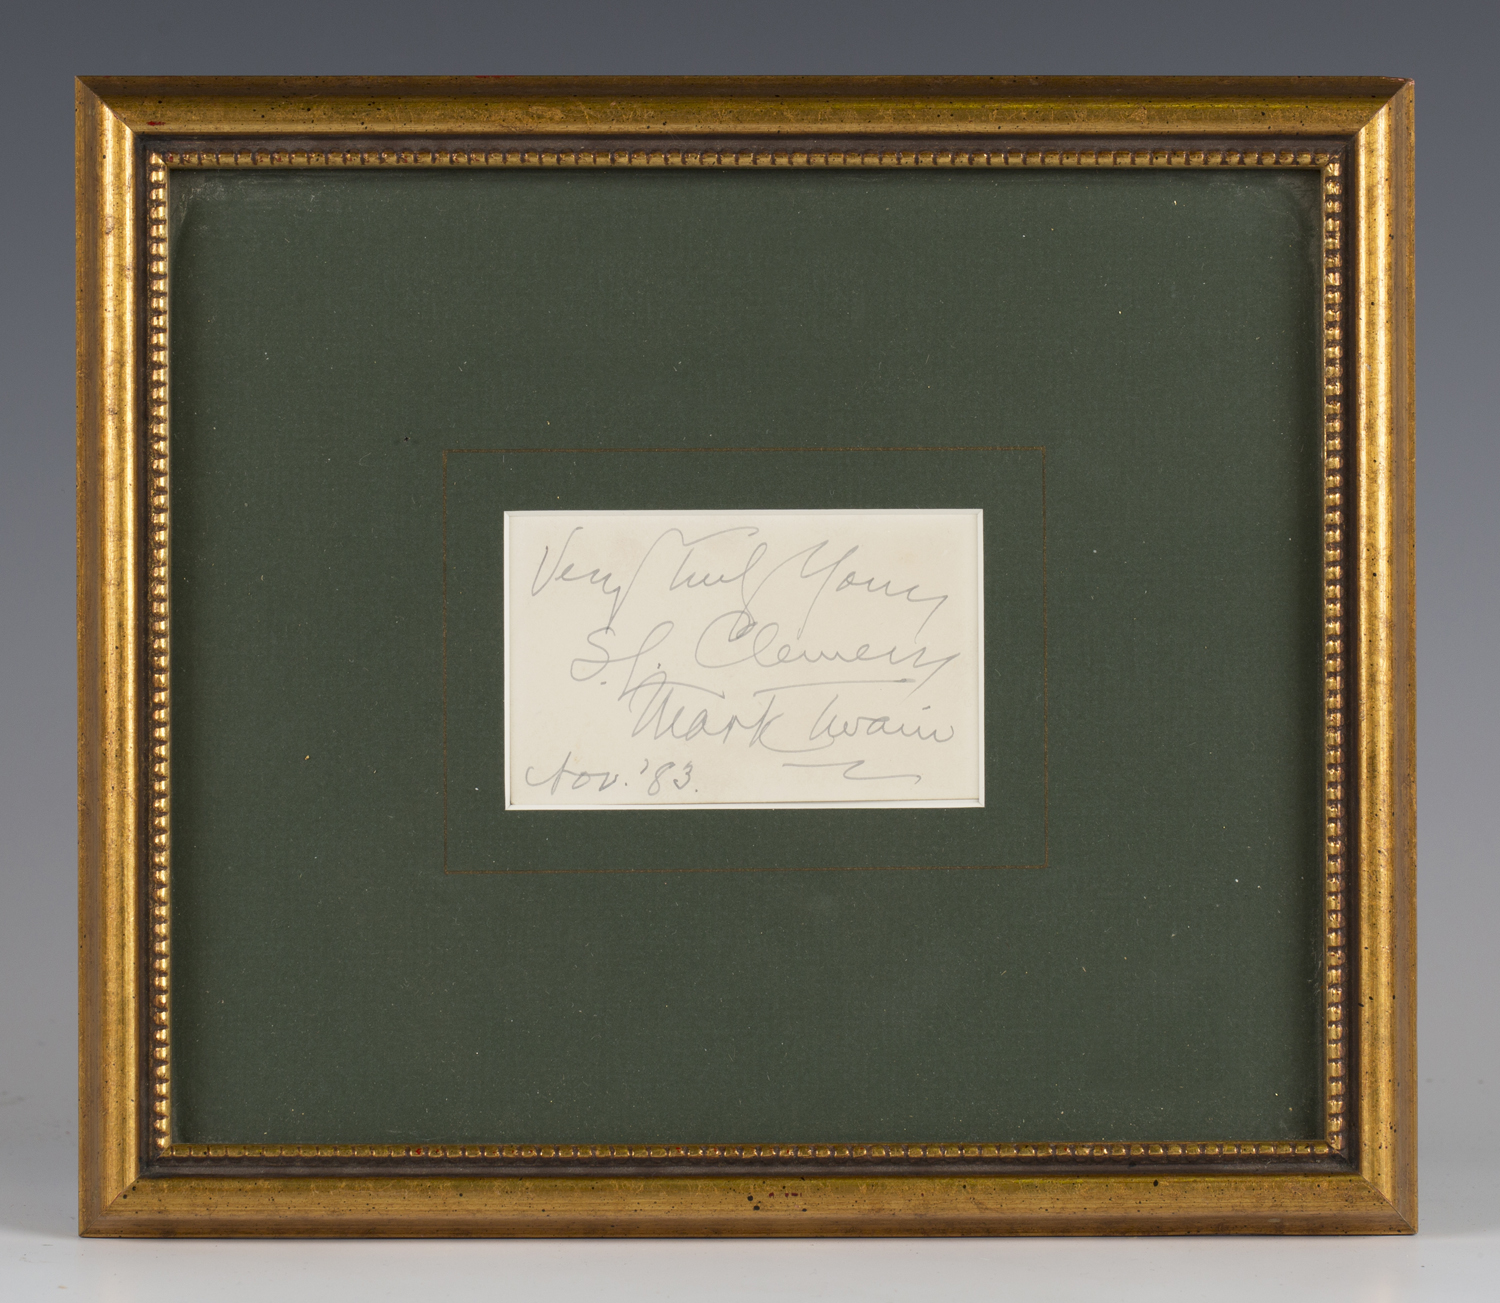 Very Truly Yours
S. L. Clemens
Mark Twain
Nov. '83.